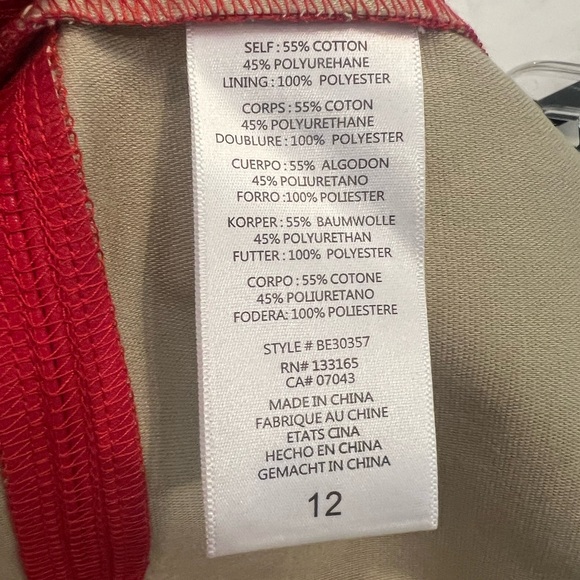 SELF : 55% COTTON
45% POLYUREHANE
LINING : 100% POLYESTER
CORPS : 55% COTON
45% POLYURETHANE
DOUBLURE : 100% POLYESTER
CUERPO : 55% ALGODON
45% POLIURETANO
FORRO :100% POLIESTER
KORPER : 55% BAUMWOLLE
45% POLYURETHAN
FUTTER : 100% POLYESTER
CORPO : 55% COTONE
45% POLIURETANO
FODERA: 100% POLIESTERE
STYLE # BE30357
RN# 133165
CA# 07043
MADE IN CHINA
FABRIQUE AU CHINE
ETATS CINA
HECHO EN CHINA
GEMACHT IN CHINA
12